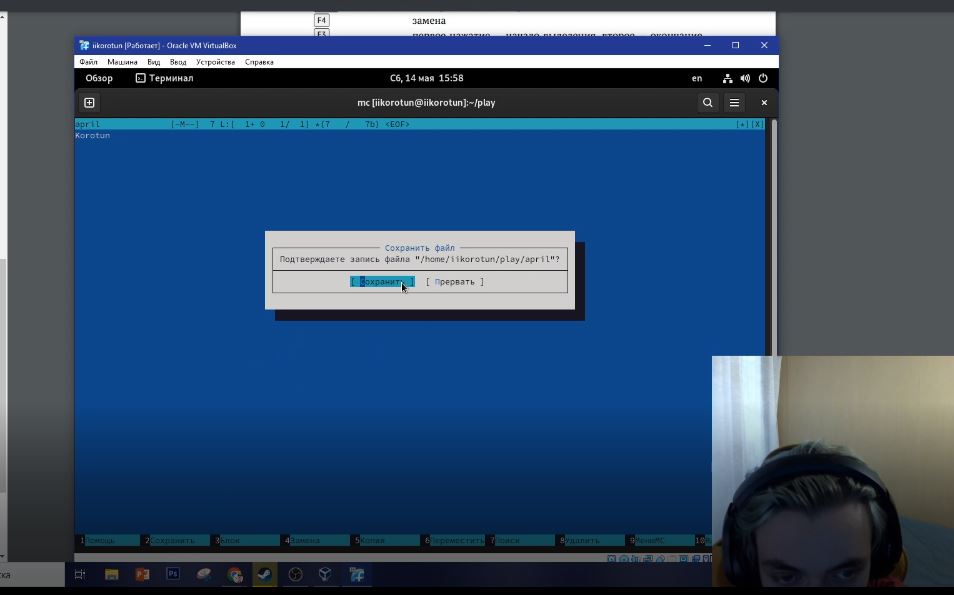 F4 замена
F3
iikorotun [Работает] - Oracle VM VirtualBox
Файл Машина Вид Ввод Устройства Справка
Обзор Терминал Сб, 14 мая 15:58 en
mc [iikorotun@iikorotun]:~/play
april [-M--] 7 L:[ 1+ 0 1/ 1] *(7 / 7b) <EOF> [*][X]
Korotun
Сохранить файл
Подтверждаете запись файла "/home/iikorotun/play/april"?
[ Сохранить ] [ Прервать ]
1Помощь 2Сохранить 3Блок 4Замена 5Копия 6Переместить 7Поиск 8Удалить 9МенюMC 10